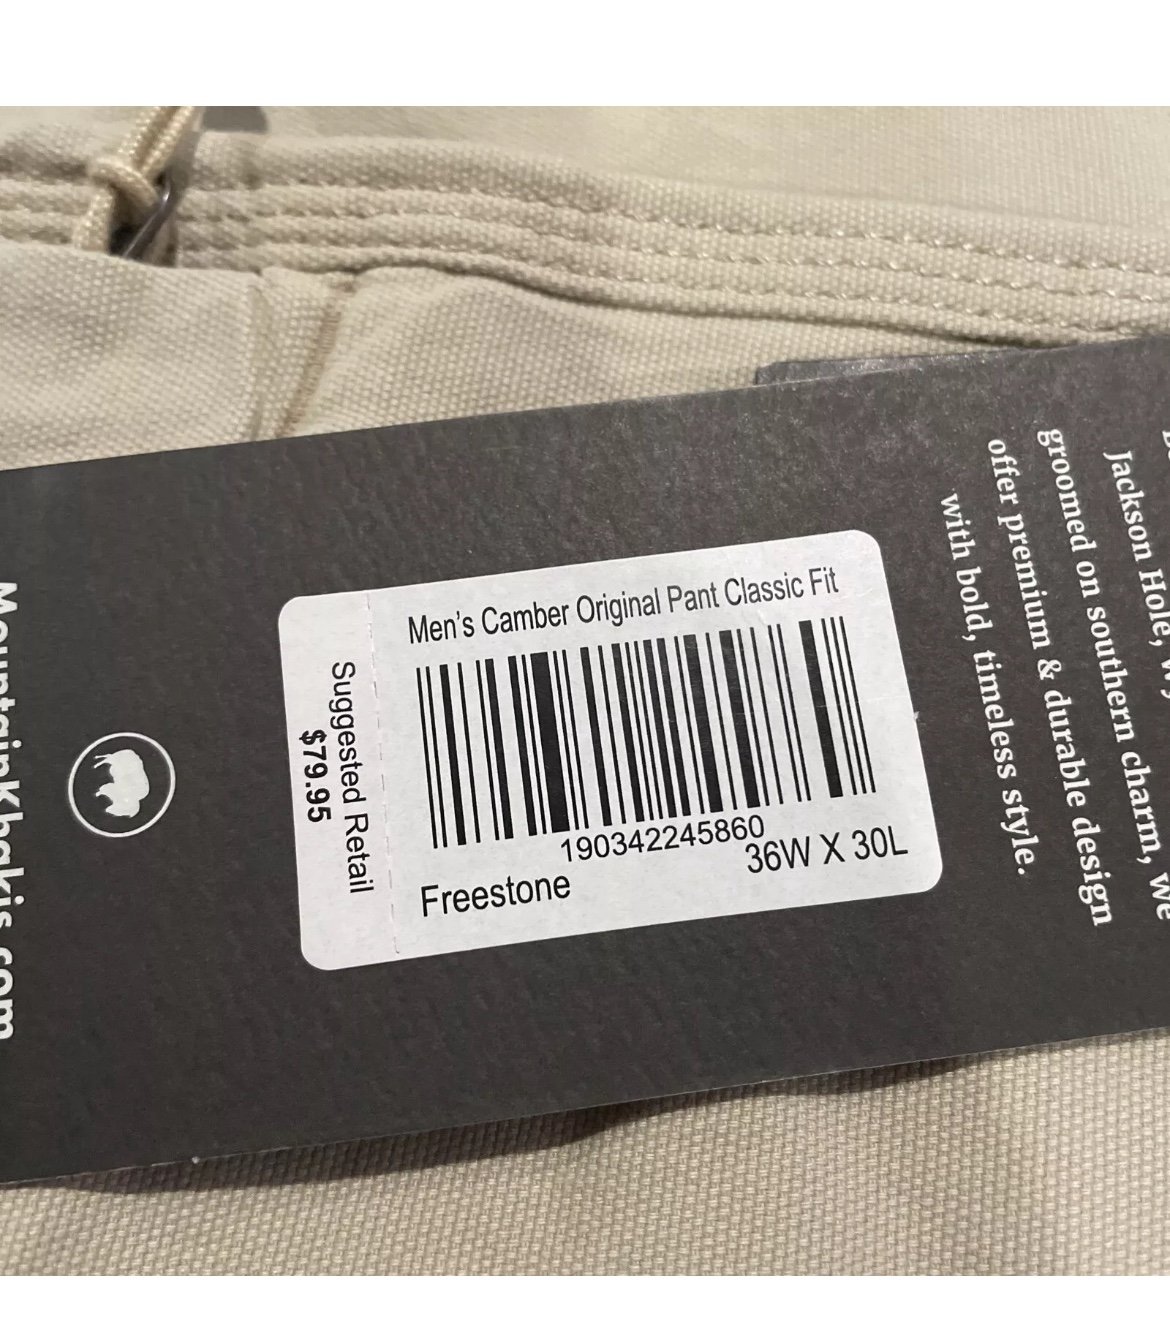 Men's Camber Original Pant Classic Fit
190342245860
36W X 30L
Freestone
Suggested Retail
$79.95
Jackson Hole,
groomed on southern charm, we
offer premium & durable design
with bold, timeless style.
Mountainkhakis.com